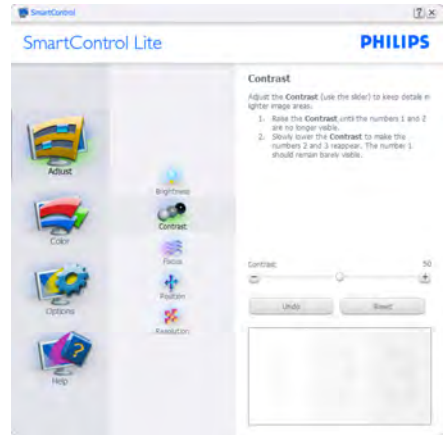 SmartControl
SmartControl Lite
PHILIPS
Contrast
Adjust the Contrast (use the slider) to keep details in
lighter image areas.
1. Raise the Contrast until the numbers 1 and 2
are no longer visible.
2. Slowly lower the Contrast to make the
numbers 2 and 3 reappear. The number 1
should remain barely visible.
Adjust
Color
Options
Help
Brightness
Contrast
Focus
Position
Resolution
Contrast: 50
Undo Reset